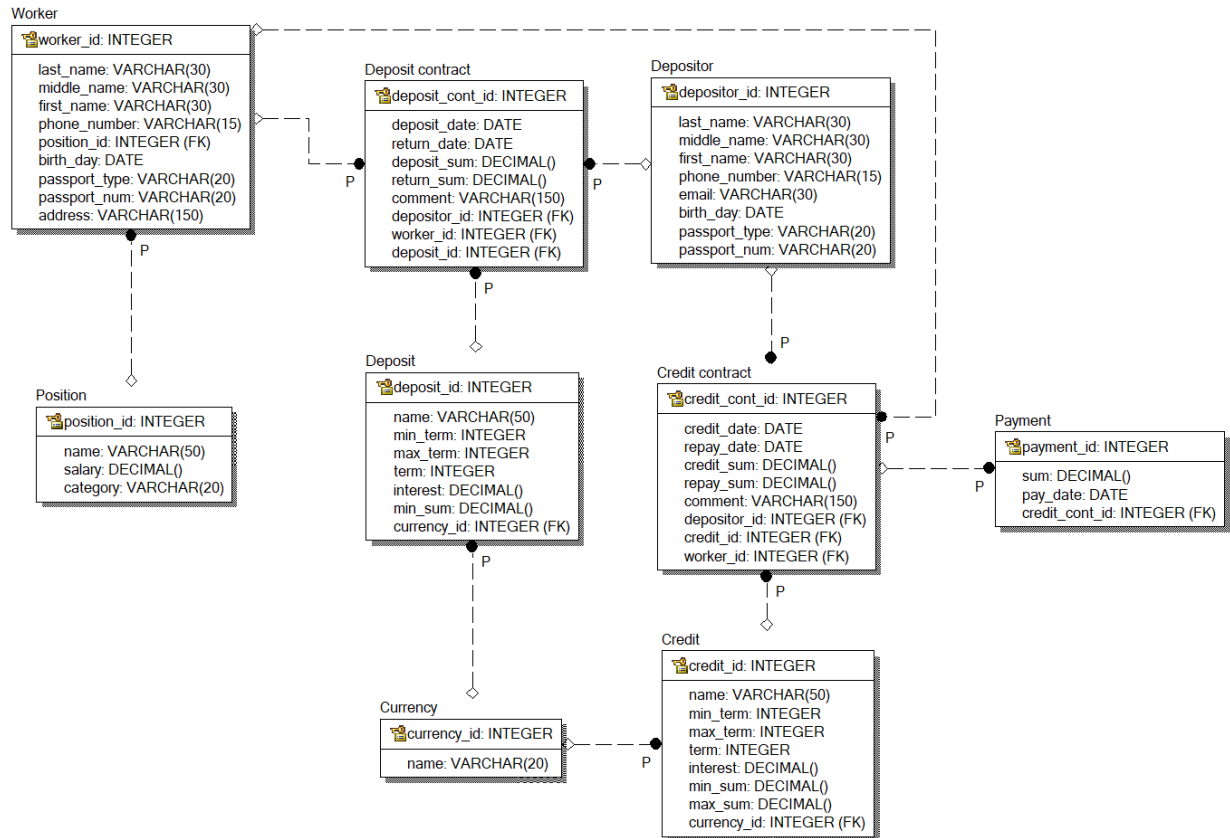 Worker
worker_id: INTEGER
last_name: VARCHAR(30)
middle_name: VARCHAR(30)
first_name: VARCHAR(30)
phone_number: VARCHAR(15)
position_id: INTEGER (FK)
birth_day: DATE
passport_type: VARCHAR(20)
passport_num: VARCHAR(20)
address: VARCHAR(150)
P
Deposit contract
deposit_cont_id: INTEGER
deposit_date: DATE
return_date: DATE
deposit_sum: DECIMAL()
return_sum: DECIMAL()
comment: VARCHAR(150)
depositor_id: INTEGER (FK)
worker_id: INTEGER (FK)
deposit_id: INTEGER (FK)
P
P
P
Depositor
depositor_id: INTEGER
last_name: VARCHAR(30)
middle_name: VARCHAR(30)
first_name: VARCHAR(30)
phone_number: VARCHAR(15)
email: VARCHAR(30)
birth_day: DATE
passport_type: VARCHAR(20)
passport_num: VARCHAR(20)
Position
position_id: INTEGER
name: VARCHAR(50)
salary: DECIMAL()
category: VARCHAR(20)
Deposit
deposit_id: INTEGER
name: VARCHAR(50)
min_term: INTEGER
max_term: INTEGER
term: INTEGER
interest: DECIMAL()
min_sum: DECIMAL()
currency_id: INTEGER (FK)
P
P
Credit contract
credit_cont_id: INTEGER
credit_date: DATE
repay_date: DATE
credit_sum: DECIMAL()
repay_sum: DECIMAL()
comment: VARCHAR(150)
depositor_id: INTEGER (FK)
credit_id: INTEGER (FK)
worker_id: INTEGER (FK)
P
P
P
Payment
payment_id: INTEGER
sum: DECIMAL()
pay_date: DATE
credit_cont_id: INTEGER (FK)
Currency
currency_id: INTEGER
name: VARCHAR(20)
P
Credit
credit_id: INTEGER
name: VARCHAR(50)
min_term: INTEGER
max_term: INTEGER
term: INTEGER
interest: DECIMAL()
min_sum: DECIMAL()
max_sum: DECIMAL()
currency_id: INTEGER (FK)